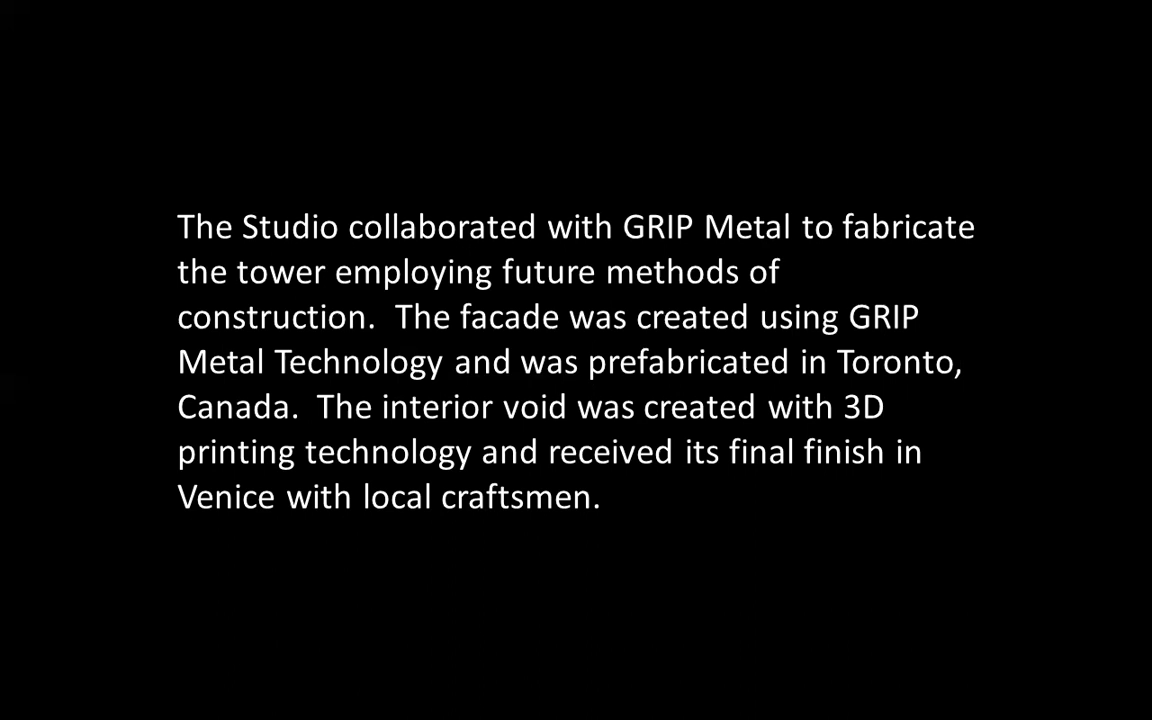 The Studio collaborated with GRIP Metal to fabricate
the tower employing future methods of
construction.  The facade was created using GRIP
Metal Technology and was prefabricated in Toronto,
Canada.  The interior void was created with 3D
printing technology and received its final finish in
Venice with local craftsmen.